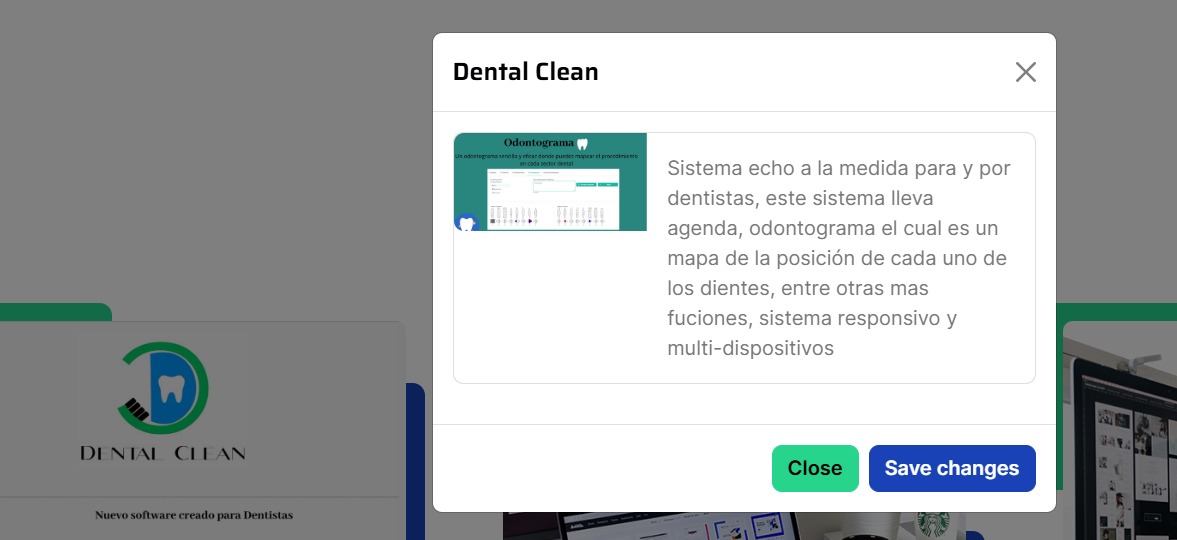 Dental Clean
Odontograma
Un odontograma sencillo y eficaz donde puedes mapear el procedimiento
en cada sector dental
Sistema echo a la medida para y por
dentistas, este sistema lleva
agenda, odontograma el cual es un
mapa de la posición de cada uno de
los dientes, entre otras mas
fuciones, sistema responsivo y
multi-dispositivos
Close
Save changes
DENTAL CLEAN
Nuevo software creado para Dentistas